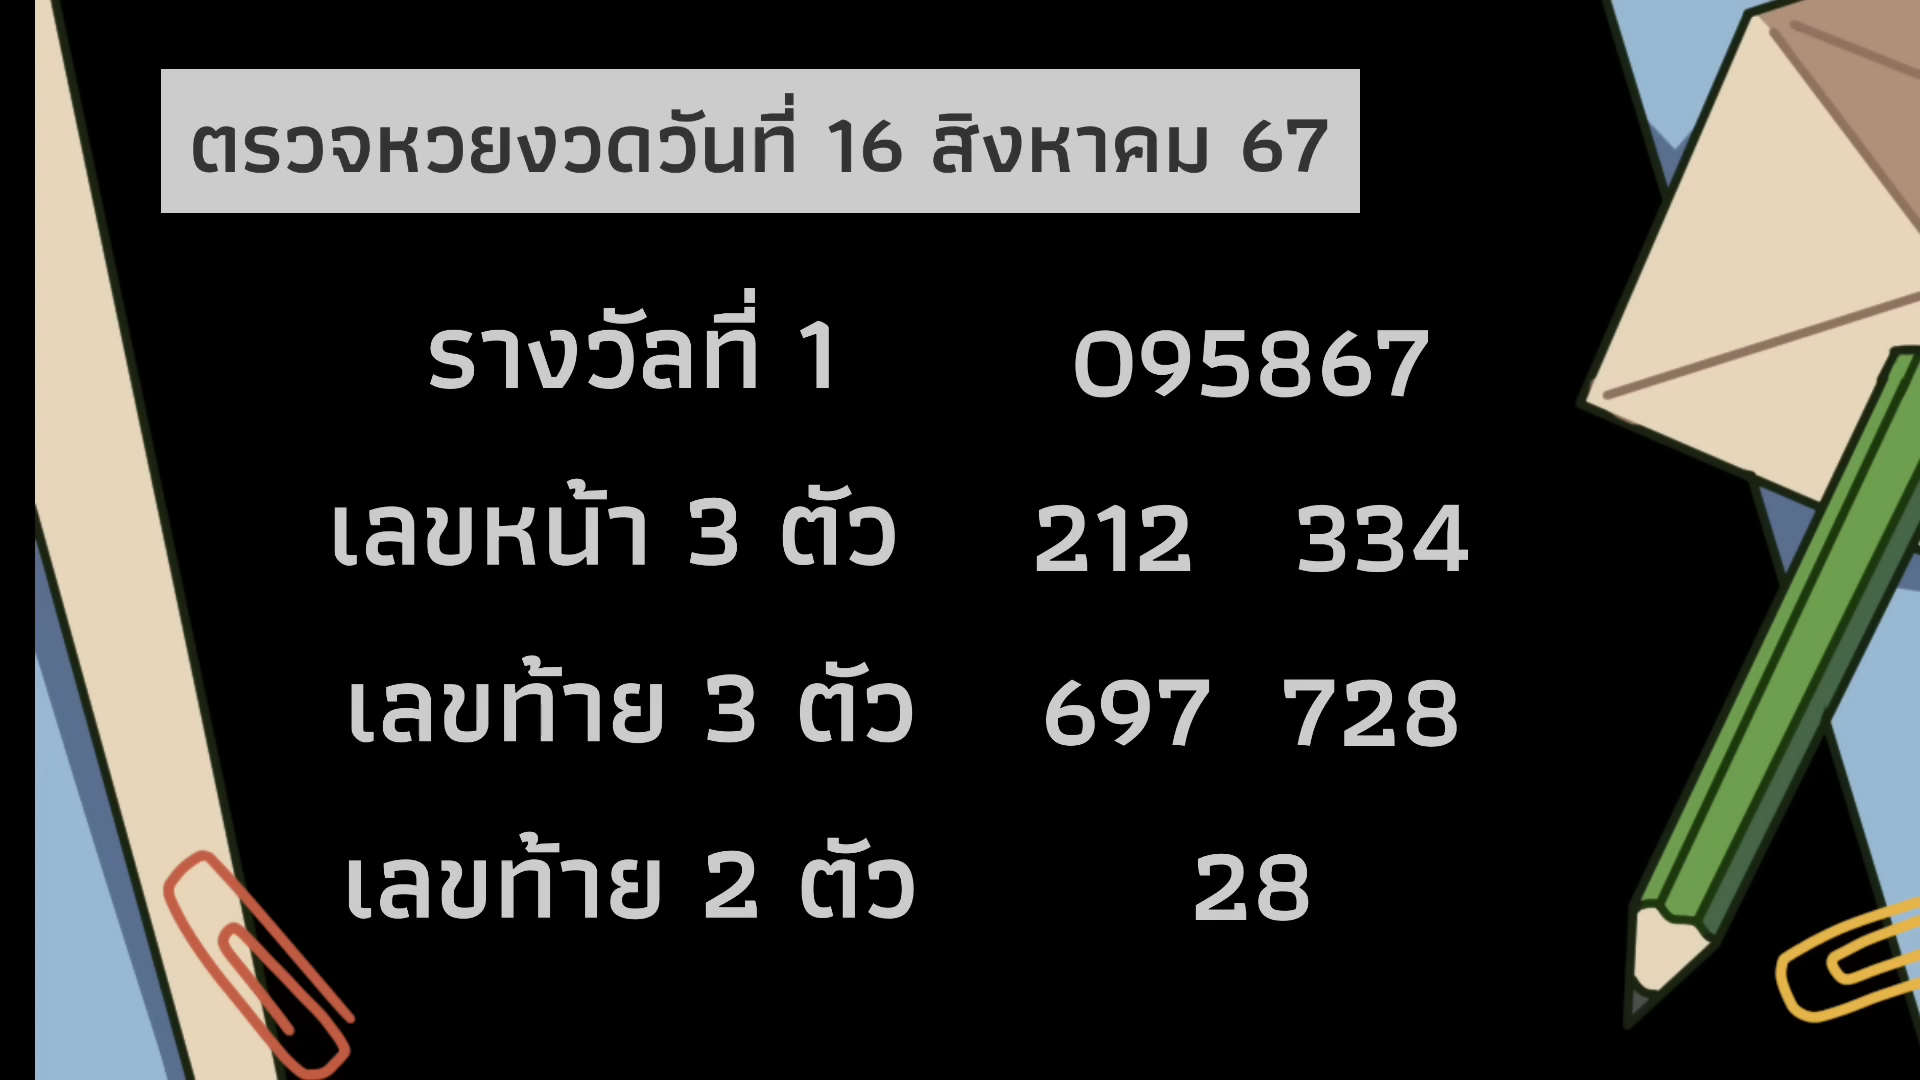 ตรวจหวยงวดวันที่ 16 สิงหาคม 67
รางวัลที่ 1 095867
เลขหน้า 3 ตัว 212 334
เลขท้าย 3 ตัว 697 728
เลขท้าย 2 ตัว 28